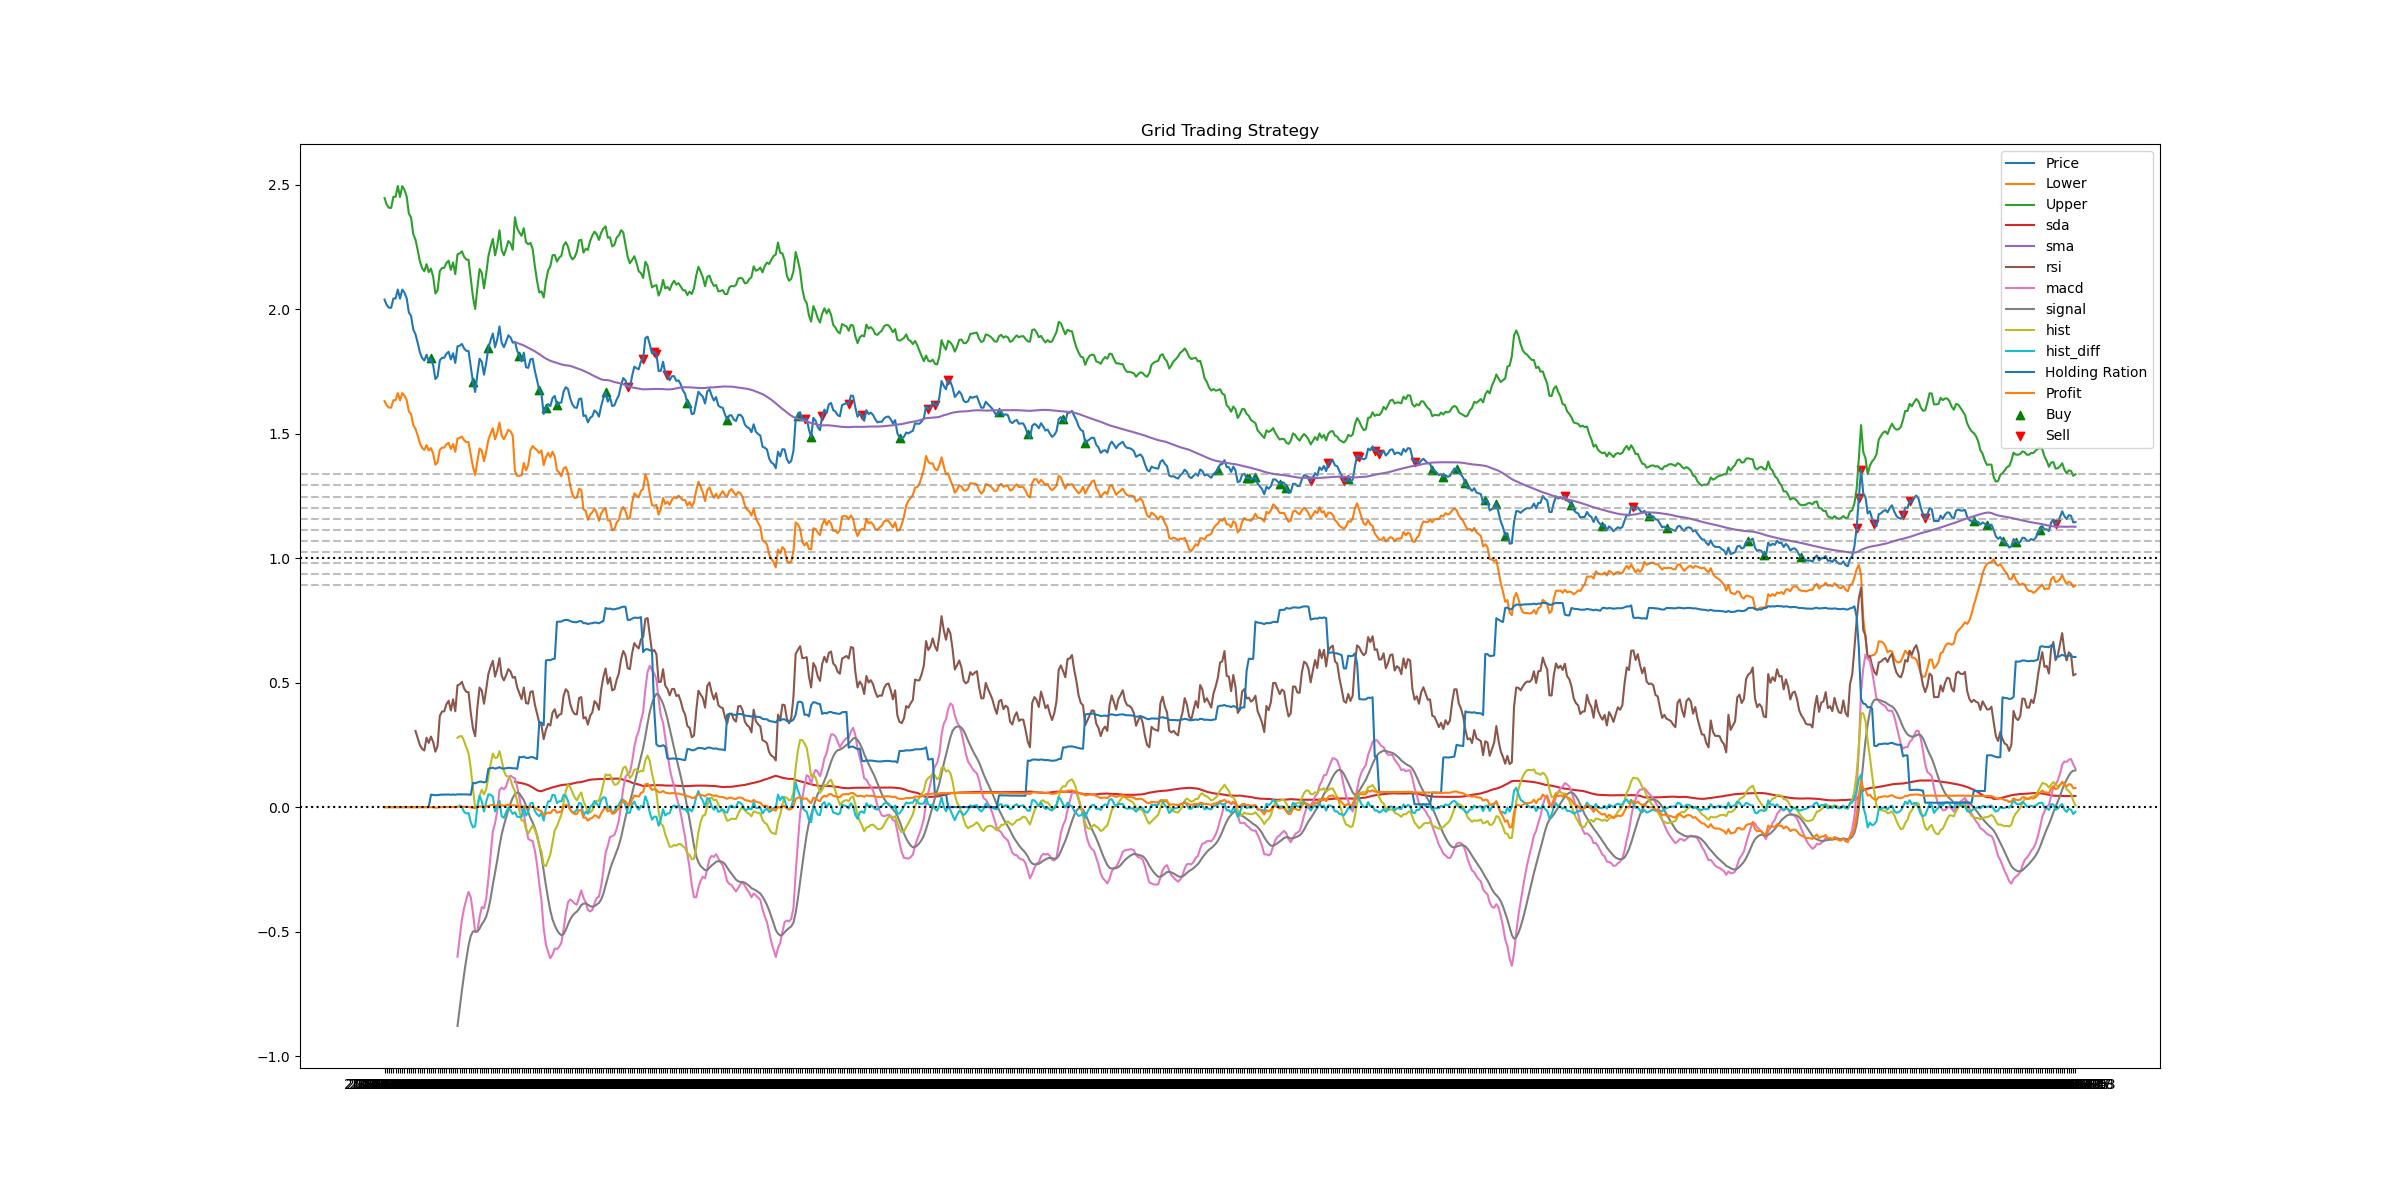 Grid Trading Strategy
2.5
2.0
1.5
1.0
0.5
0.0
−0.5
−1.0
Price
Lower
Upper
sda
sma
rsi
macd
signal
hist
hist_diff
Holding Ration
Profit
Buy
Sell